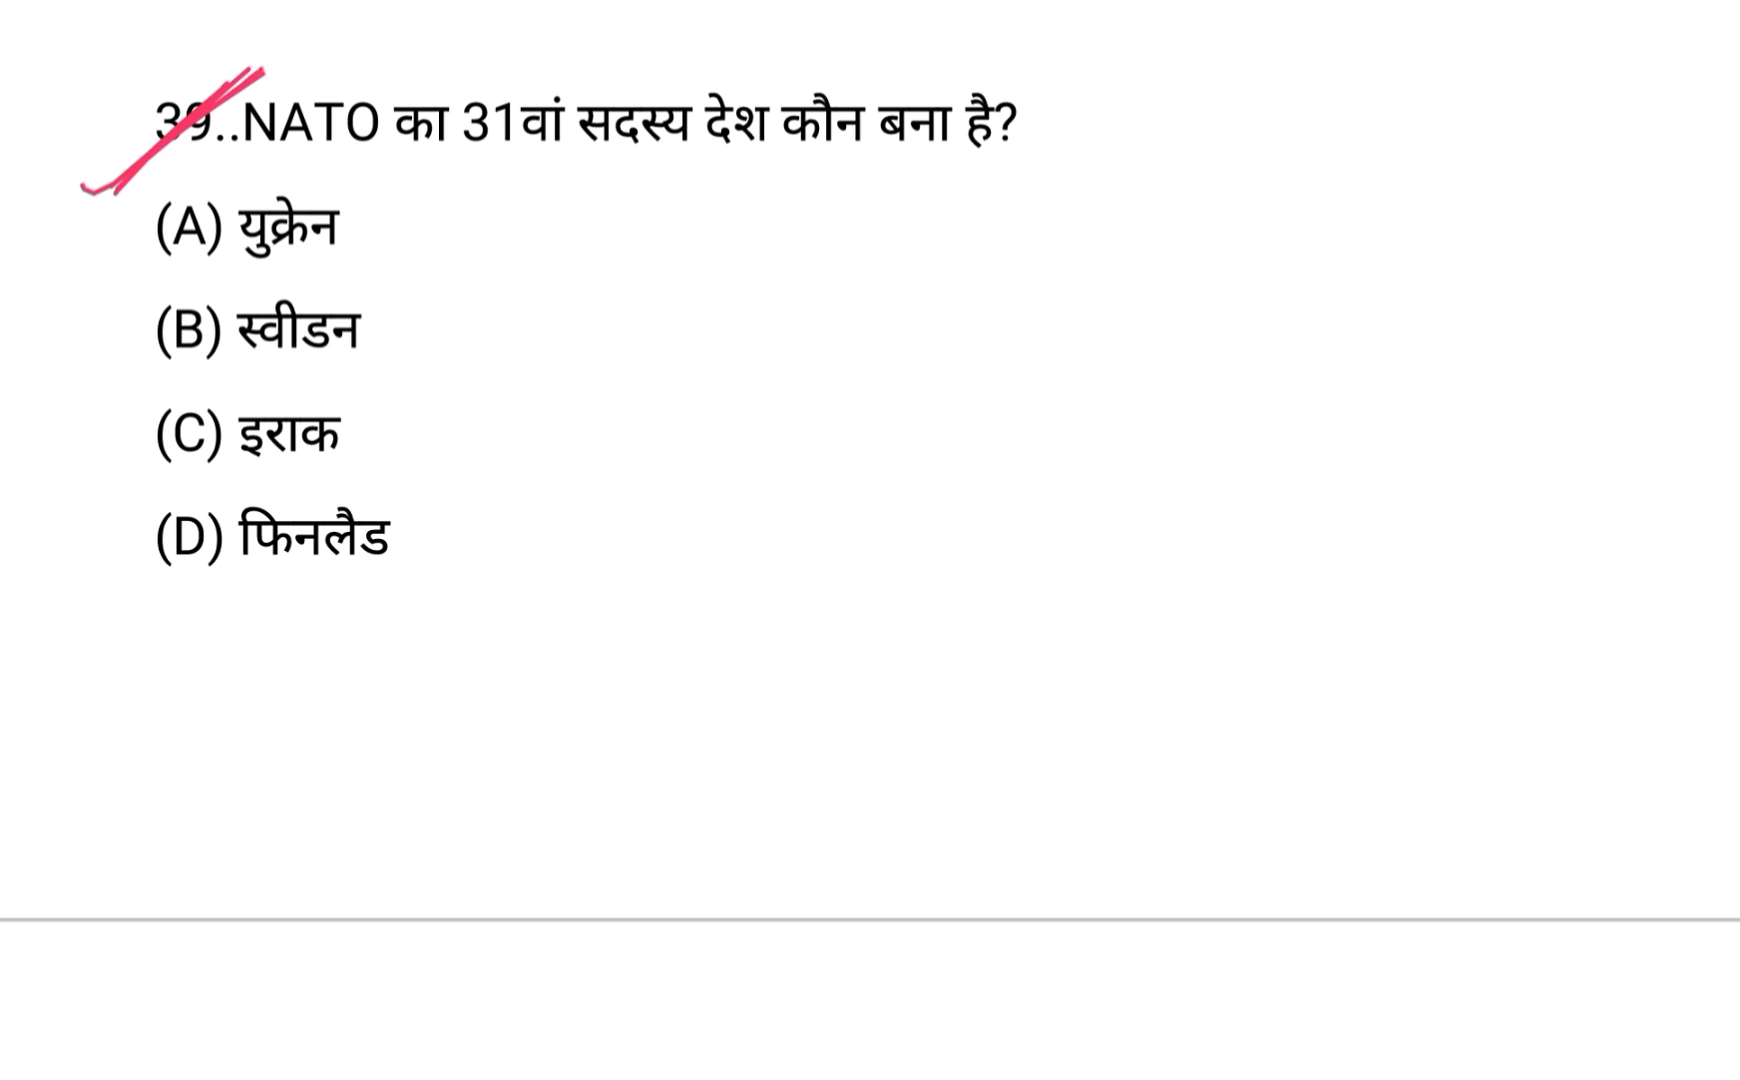 39..NATO का 31वां सदस्य देश कौन बना है?
(A) युक्रेन
(B) स्वीडन
(C) इराक
(D) फिनलैड